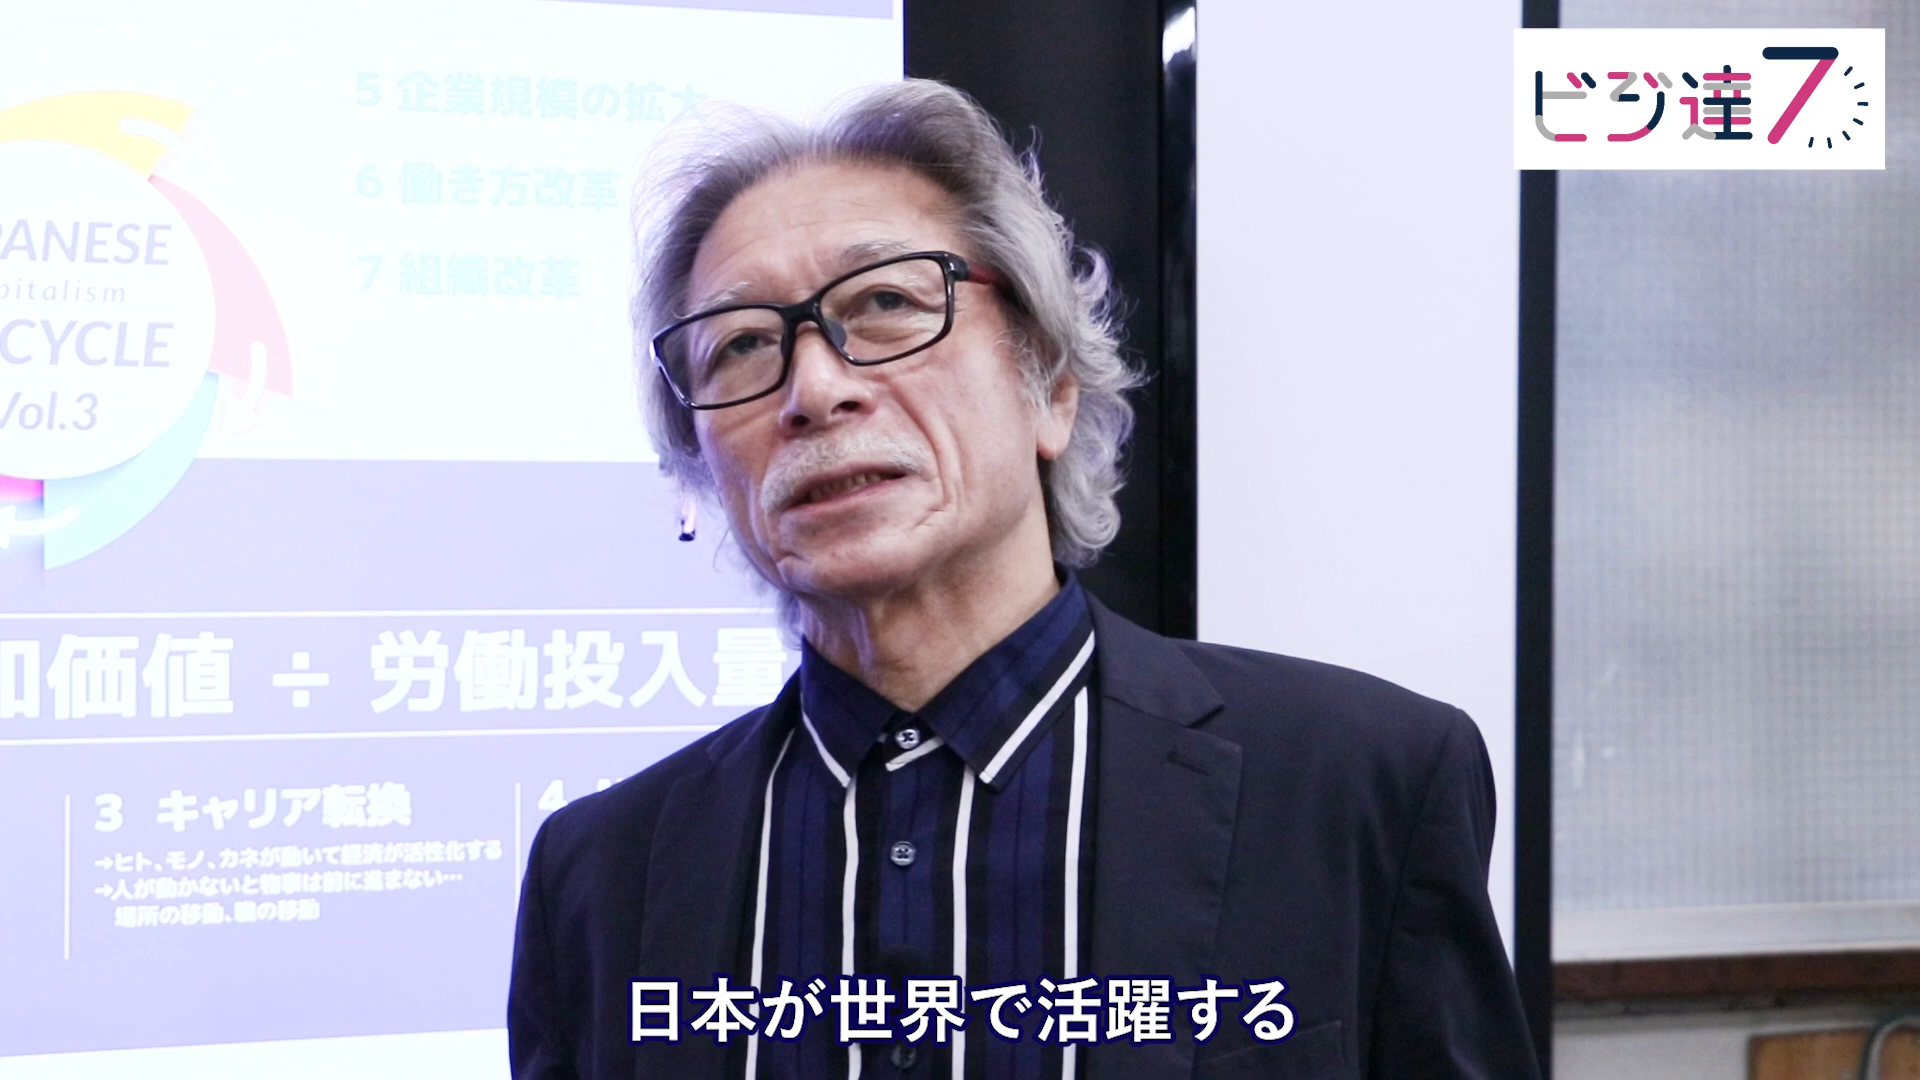 ビジ達7
5 企業規模の拡大
6 働き方改革
7 組織改革
PANESE
pitalism
CYCLE
Vol.3
価値 ÷ 労働投入量
3 キャリア転換
→ヒト、モノ、カネが動いて経済が活性化する
→人が動かないと物事は前に進まない…
場所の移動、職の移動
4
日本が世界で活躍する